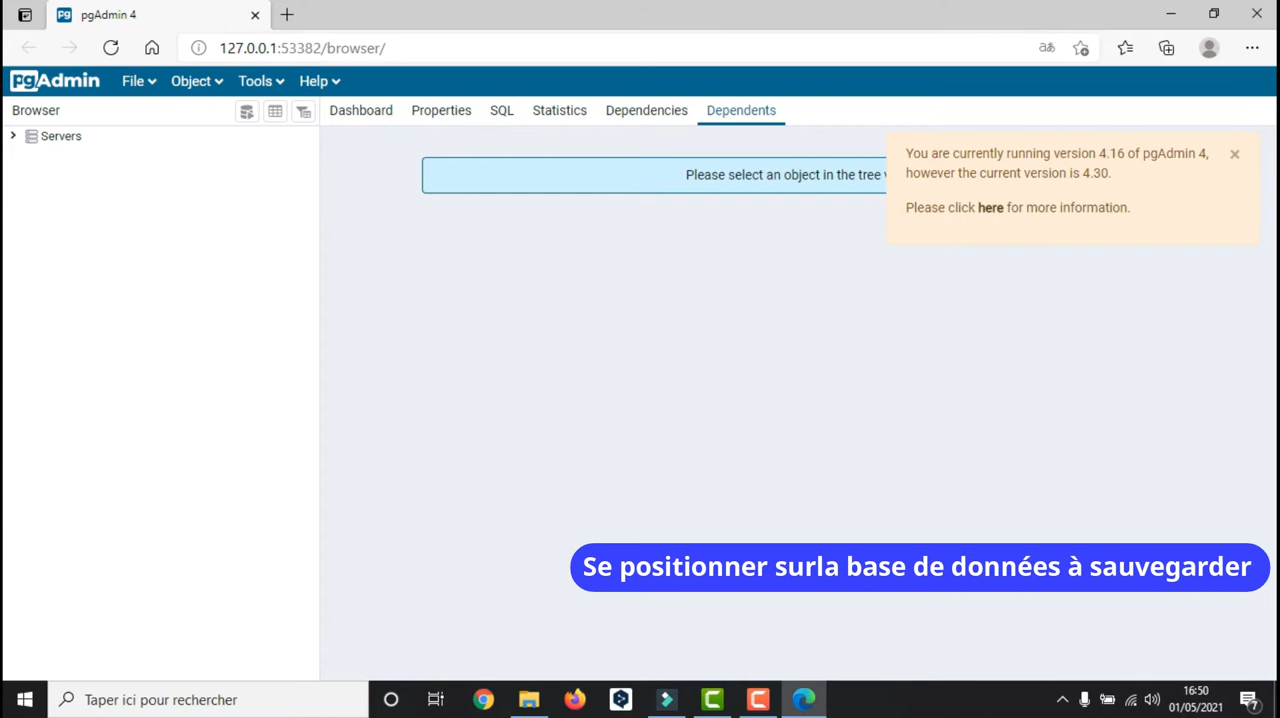 pgAdmin 4
127.0.0.1:53382/browser/
pgAdmin File Object Tools Help
Browser
Dashboard Properties SQL Statistics Dependencies Dependents
Servers
Please select an object in the tree
You are currently running version 4.16 of pgAdmin 4,
however the current version is 4.30.
Please click here for more information.
Se positionner surla base de données à sauvegarder
Taper ici pour rechercher
16:50
01/05/2021
7